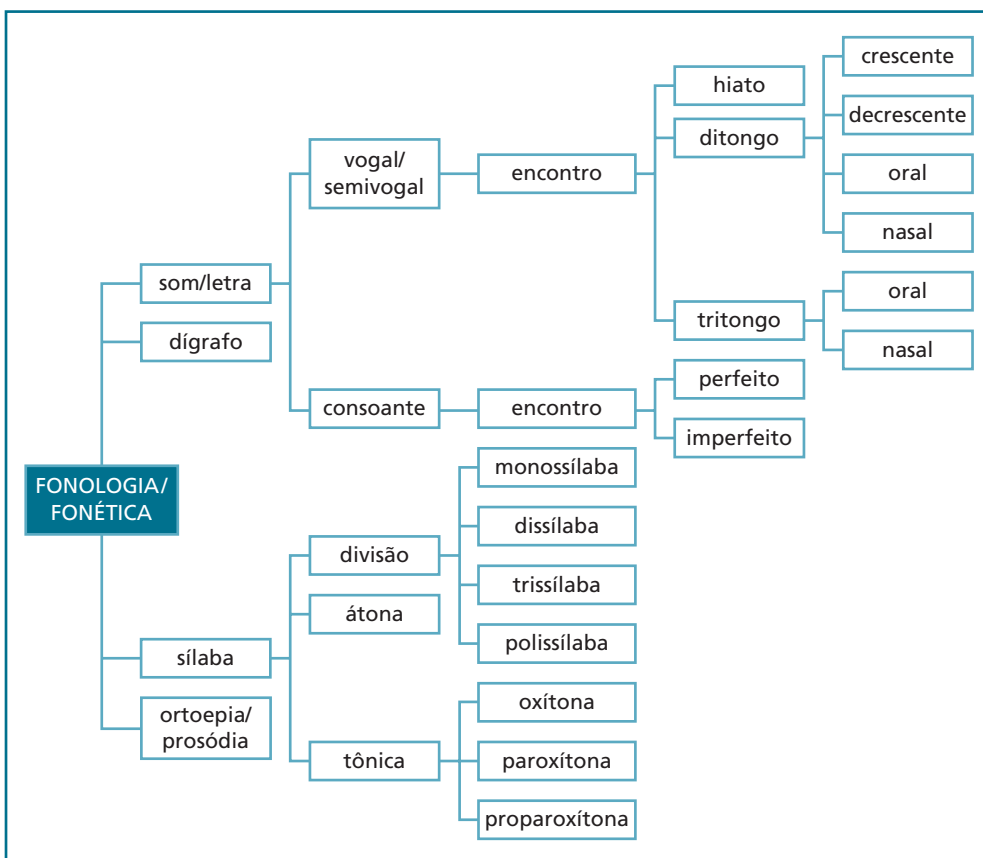 FONOLOGIA/
FONÉTICA
som/letra
vogal/
semivogal
encontro
hiato
ditongo
crescente
decrescente
oral
nasal
tritongo
oral
nasal
consoante
encontro
perfeito
imperfeito
dígrafo
sílaba
divisão
monossílaba
dissílaba
trissílaba
polissílaba
átona
tônica
oxítona
paroxítona
proparoxítona
ortoepia/
prosódia